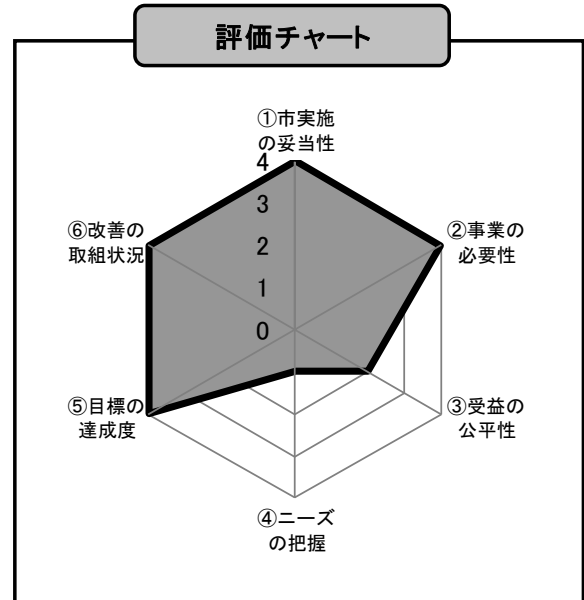 評価チャート
①市実施
の妥当性
4
3
2
1
0
②事業の
必要性
③受益の
公平性
④ニーズ
の把握
⑤目標の
達成度
⑥改善の
取組状況